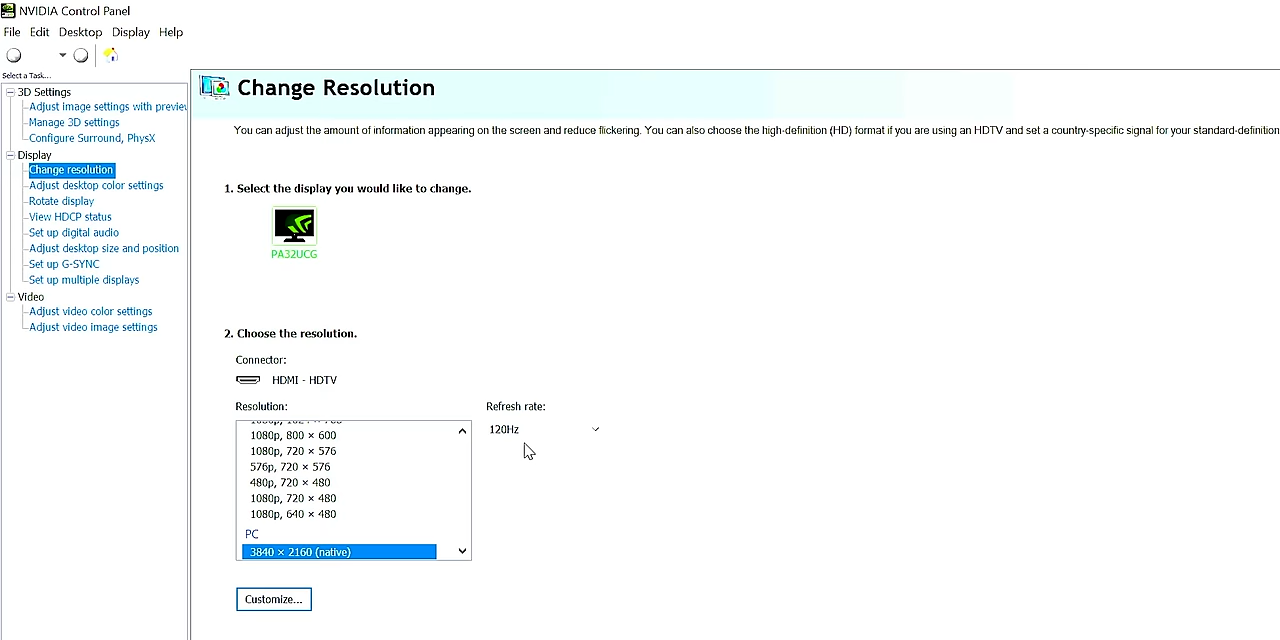 NVIDIA Control Panel
File Edit Desktop Display Help
Select a Task...
3D Settings
Adjust image settings with preview
Manage 3D settings
Configure Surround, PhysX
Display
Change resolution
Adjust desktop color settings
Rotate display
View HDCP status
Set up digital audio
Adjust desktop size and position
Set up G-SYNC
Set up multiple displays
Video
Adjust video color settings
Adjust video image settings
Change Resolution
You can adjust the amount of information appearing on the screen and reduce flickering. You can also choose the high-definition (HD) format if you are using an HDTV and set a country-specific signal for your standard-definition
1. Select the display you would like to change.
PA32UCG
2. Choose the resolution.
Connector:
HDMI - HDTV
Resolution:
Refresh rate:
120Hz
1080p, 800 × 600
1080p, 720 × 576
576p, 720 × 576
480p, 720 × 480
1080p, 720 × 480
1080p, 640 × 480
PC
3840 × 2160 (native)
Customize...